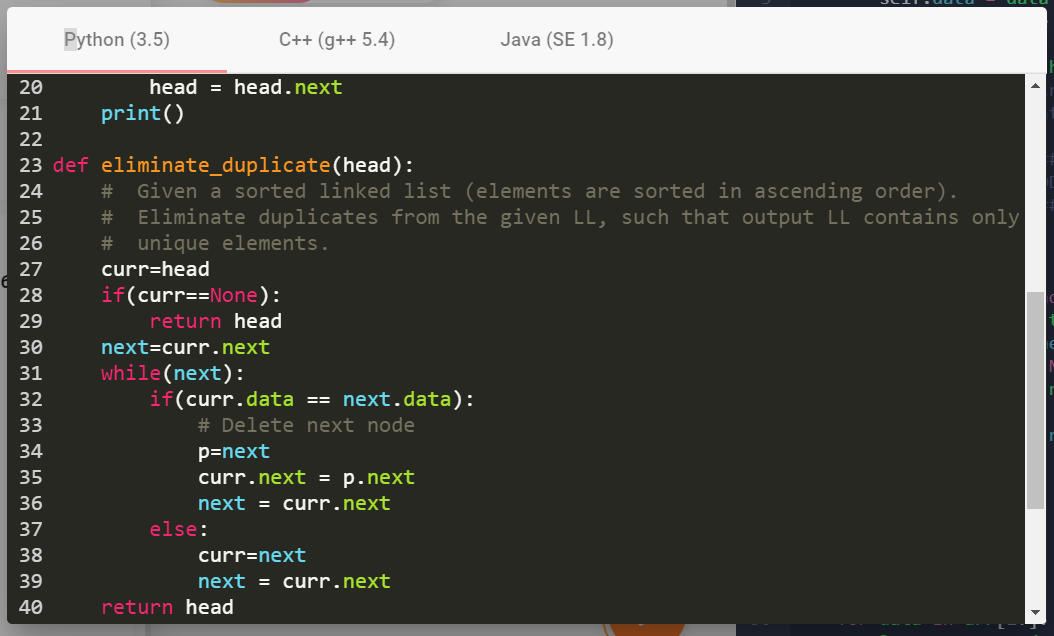 Python (3.5) C++ (g++ 5.4) Java (SE 1.8)
20         head = head.next
21     print()
22
23 def eliminate_duplicate(head):
24     #  Given a sorted linked list (elements are sorted in ascending order).
25     #  Eliminate duplicates from the given LL, such that output LL contains only
26     #  unique elements.
27     curr=head
28     if(curr==None):
29         return head
30     next=curr.next
31     while(next):
32         if(curr.data == next.data):
33             # Delete next node
34             p=next
35             curr.next = p.next
36             next = curr.next
37         else:
38             curr=next
39             next = curr.next
40     return head